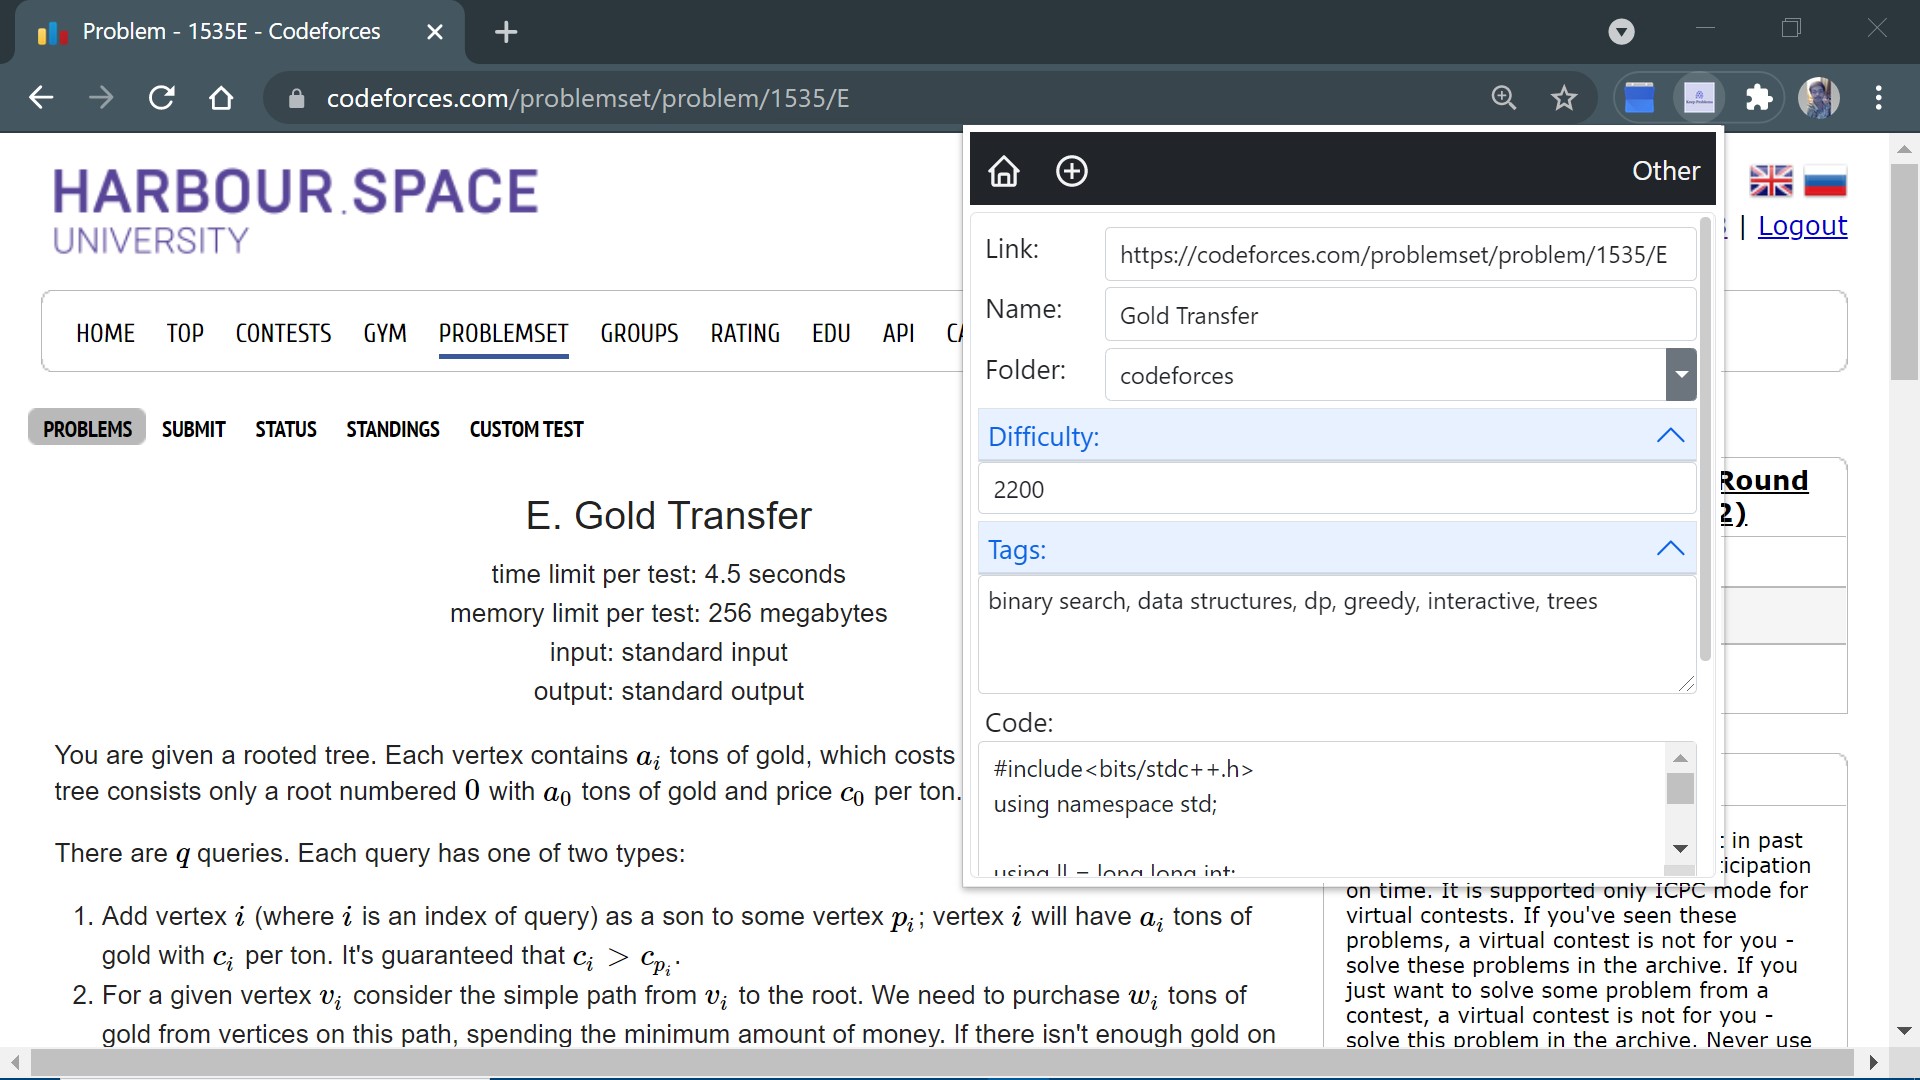 Problem - 1535E - Codeforces
codeforces.com/problemset/problem/1535/E
HARBOUR.SPACE
UNIVERSITY
Other
| Logout
Link:
https://codeforces.com/problemset/problem/1535/E
Name:
Gold Transfer
Folder:
codeforces
HOME TOP CONTESTS GYM PROBLEMSET GROUPS RATING EDU API
PROBLEMS SUBMIT STATUS STANDINGS CUSTOM TEST
Difficulty:
2200
Tags:
binary search, data structures, dp, greedy, interactive, trees
Code:
#include<bits/stdc++.h>
using namespace std;
using ll = long long int;
Round
2)
E. Gold Transfer
time limit per test: 4.5 seconds
memory limit per test: 256 megabytes
input: standard input
output: standard output
You are given a rooted tree. Each vertex contains a_i tons of gold, which costs
tree consists only a root numbered 0 with a_0 tons of gold and price c_0 per ton.
There are q queries. Each query has one of two types:
1. Add vertex i (where i is an index of query) as a son to some vertex p_i; vertex i will have a_i tons of
gold with c_i per ton. It's guaranteed that c_i > c_{p_i}.
2. For a given vertex v_i consider the simple path from v_i to the root. We need to purchase w_i tons of
gold from vertices on this path, spending the minimum amount of money. If there isn't enough gold on
in past
on time. It is supported only ICPC mode for
virtual contests. If you've seen these
problems, a virtual contest is not for you -
solve these problems in the archive. If you
just want to solve some problem from a
contest, a virtual contest is not for you -
solve this problem in the archive. Never use